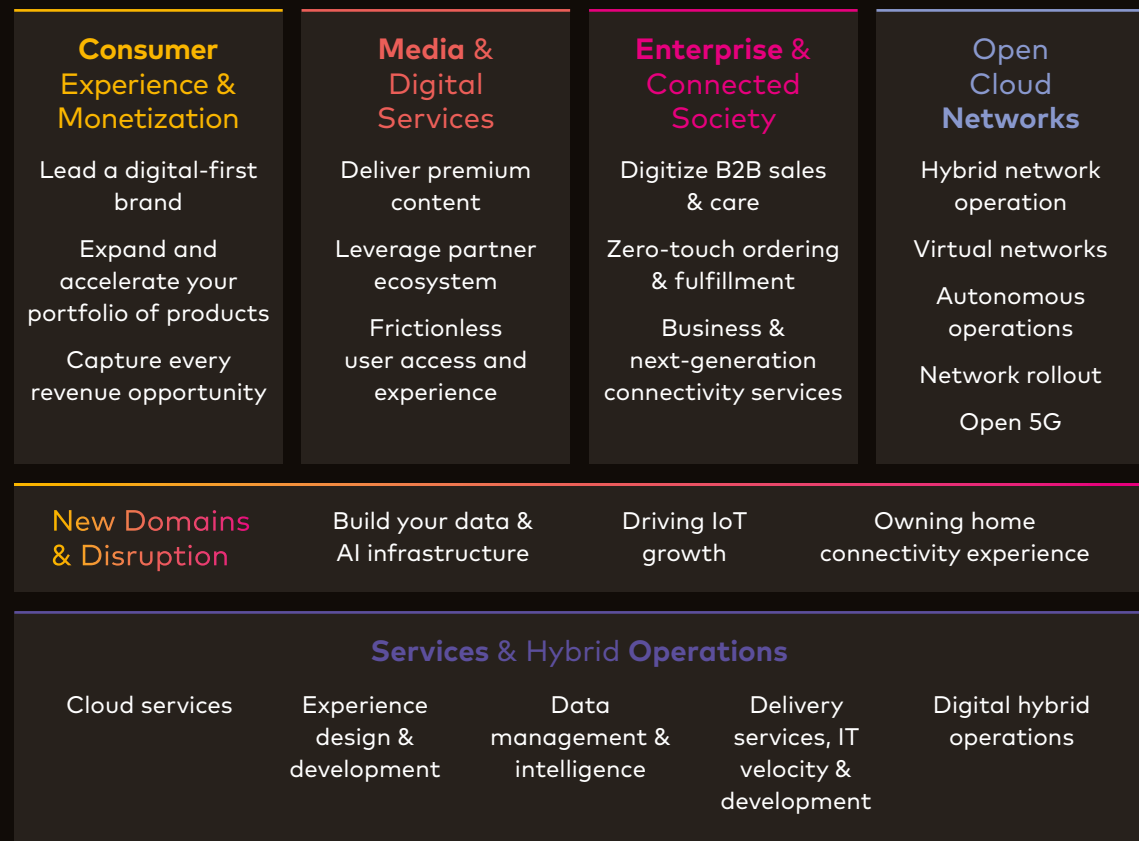 Consumer
Experience &
Monetization
Lead a digital-first
brand
Expand and
accelerate your
portfolio of products
Capture every
revenue opportunity
Media &
Digital
Services
Deliver premium
content
Leverage partner
ecosystem
Frictionless
user access and
experience
Enterprise &
Connected
Society
Digitize B2B sales
& care
Zero-touch ordering
& fulfillment
Business &
next-generation
connectivity services
Open
Cloud
Networks
Hybrid network
operation
Virtual networks
Autonomous
operations
Network rollout
Open 5G
New Domains
& Disruption
Build your data &
AI infrastructure
Driving IoT
growth
Owning home
connectivity experience
Services & Hybrid Operations
Cloud services
Experience
design &
development
Data
management &
intelligence
Delivery
services, IT
velocity &
development
Digital hybrid
operations